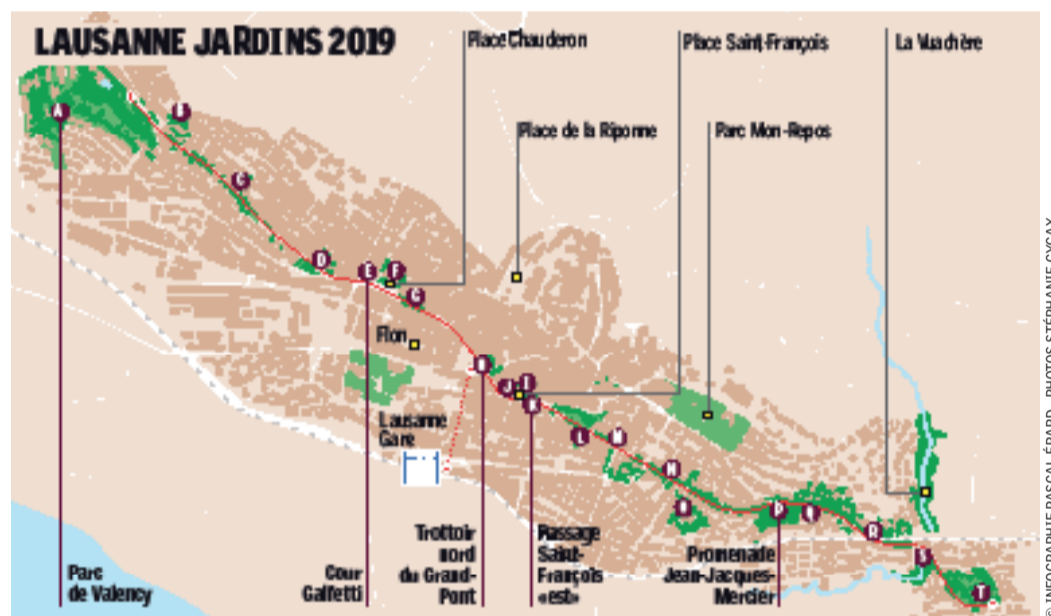 LAUSANNE JARDINS 2019
Place Chauderon
Place Saint-François
La Vuachère
Place de la Riponne
Parc Mon-Repos
A
B
C
D
E
F
G
Flon
H
J
I
K
Lausanne
Gare
L
M
N
O
P
Q
R
S
T
Parc
de Valency
Cour
Galfetti
Trottoir
nord
du Grand-
Pont
Passage
Saint-
François
«est»
Promenade
Jean-Jacques-
Mercier
© INFOGRAPHIE PASCAL ÉRARD - PHOTOS STÉPHANIE GYGAX